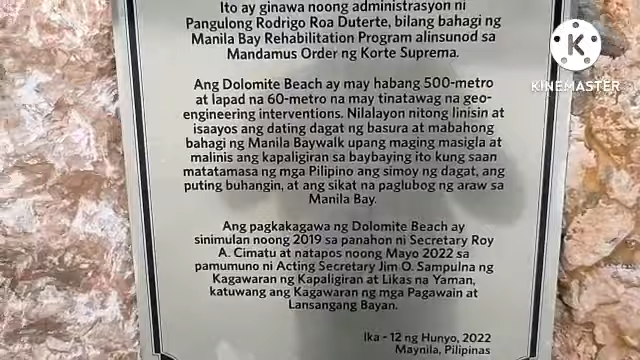 Ito ay ginawa noong administrasyon ni
Pangulong Rodrigo Roa Duterte, bilang bahagi ng
Manila Bay Rehabilitation Program alinsunod sa
Mandamus Order ng Korte Suprema.
Ang Dolomite Beach ay may habang 500-metro
at lapad na 60-metro na may tinatawag na geo-
engineering interventions. Nilalayon nitong linisin at
isaayos ang dating dagat ng basura at mabahong
bahagi ng Manila Baywalk upang maging masigla at
malinis ang kapaligiran sa baybaying ito kung saan
matatamasa ng mga Pilipino ang simoy ng dagat, ang
puting buhangin, at ang sikat na paglubog ng araw sa
Manila Bay.
Ang pagkakagawa ng Dolomite Beach ay
sinimulan noong 2019 sa panahon ni Secretary Roy
A. Cimatu at natapos noong Mayo 2022 sa
pamumuno ni Acting Secretary Jim O. Sampulna ng
Kagawaran ng Kapaligiran at Likas na Yaman,
katuwang ang Kagawaran ng mga Pagawain at
Lansangang Bayan.
Ika - 12 ng Hunyo, 2022
Maynila, Pilipinas
KINEMASTER